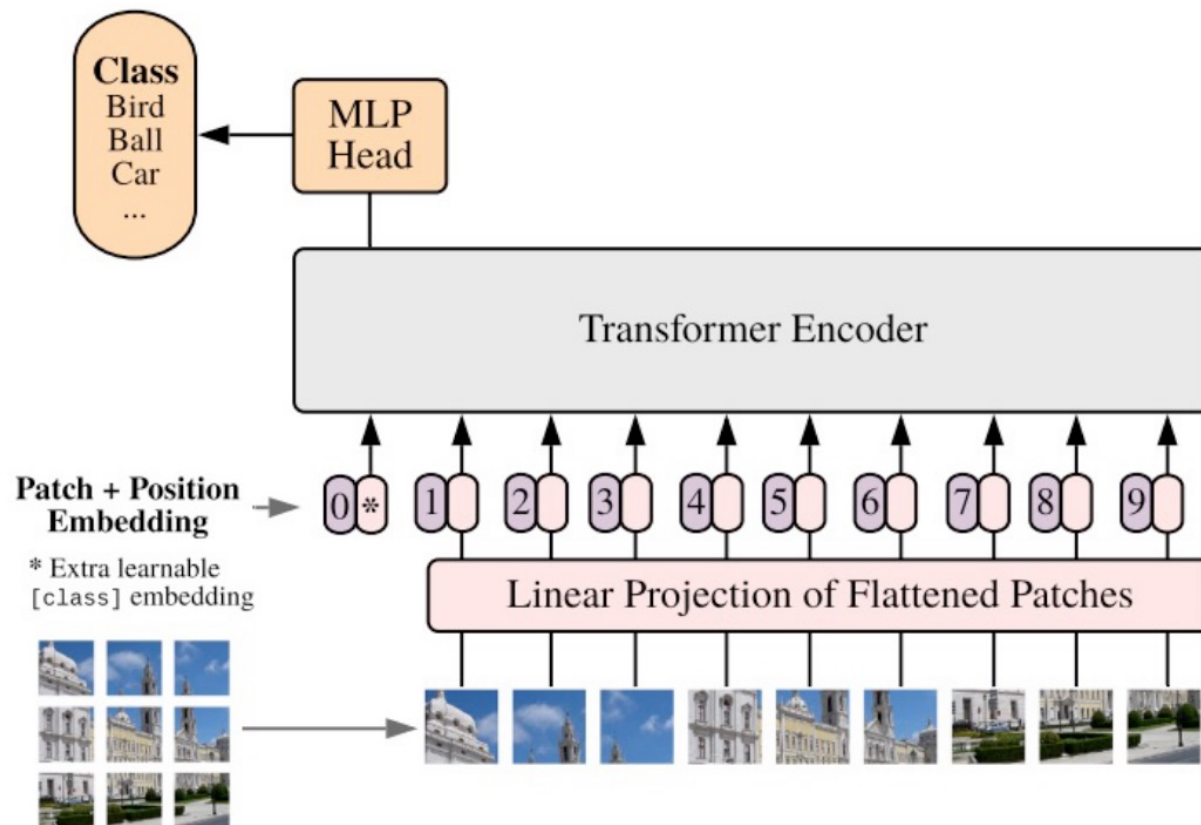 Class
Bird
Ball
Car
...
MLP
Head
Transformer Encoder
Patch + Position
Embedding
0 * 1 2 3 4 5 6 7 8 9
* Extra learnable
[class] embedding
Linear Projection of Flattened Patches